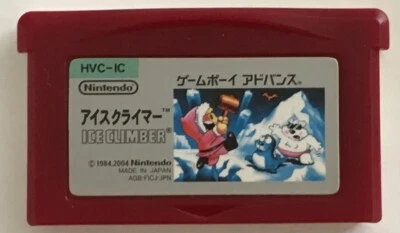 HVC-IC
Nintendo
アイスクライマー™
ICE CLIMBER®
ゲームボーイ アドバンス®
© 1984,2004 Nintendo
MADE IN JAPAN
AGB-FICJ-JPN